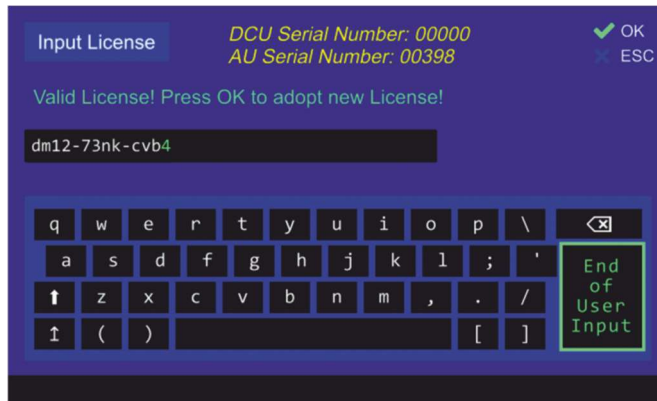 Input License
DCU Serial Number: 00000
AU Serial Number: 00398
OK
ESC
Valid License! Press OK to adopt new License!
dm12-73nk-cvb4
q w e r t y u i o p \
a s d f g h j k l ; '
z x c v b n m , . /
( ) [ ]
End
of
User
Input